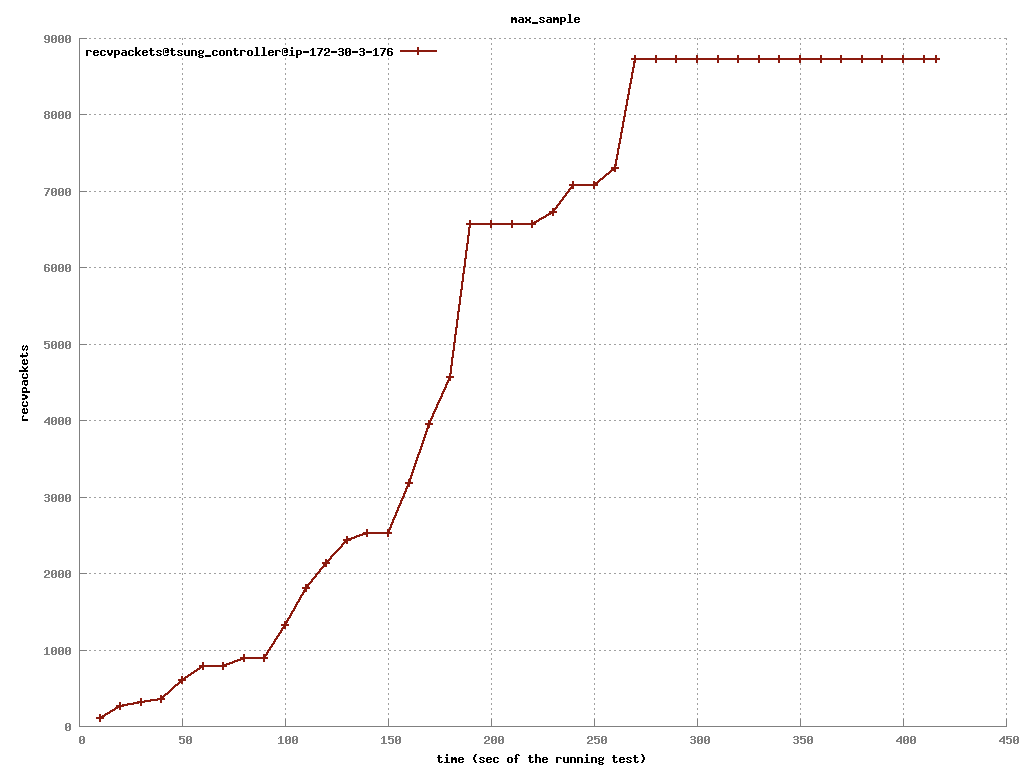 max_sample
recvpackets@tsung_controller@ip-172-30-3-176
9000
8000
7000
6000
5000
4000
3000
2000
1000
0
recvpackets
0 50 100 150 200 250 300 350 400 450
time (sec of the running test)